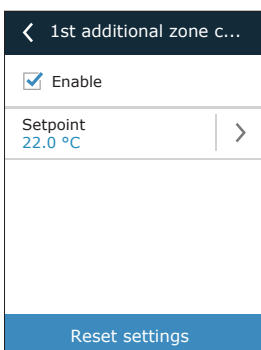 1st additional zone c...
Enable
Setpoint
22.0 °C
Reset settings